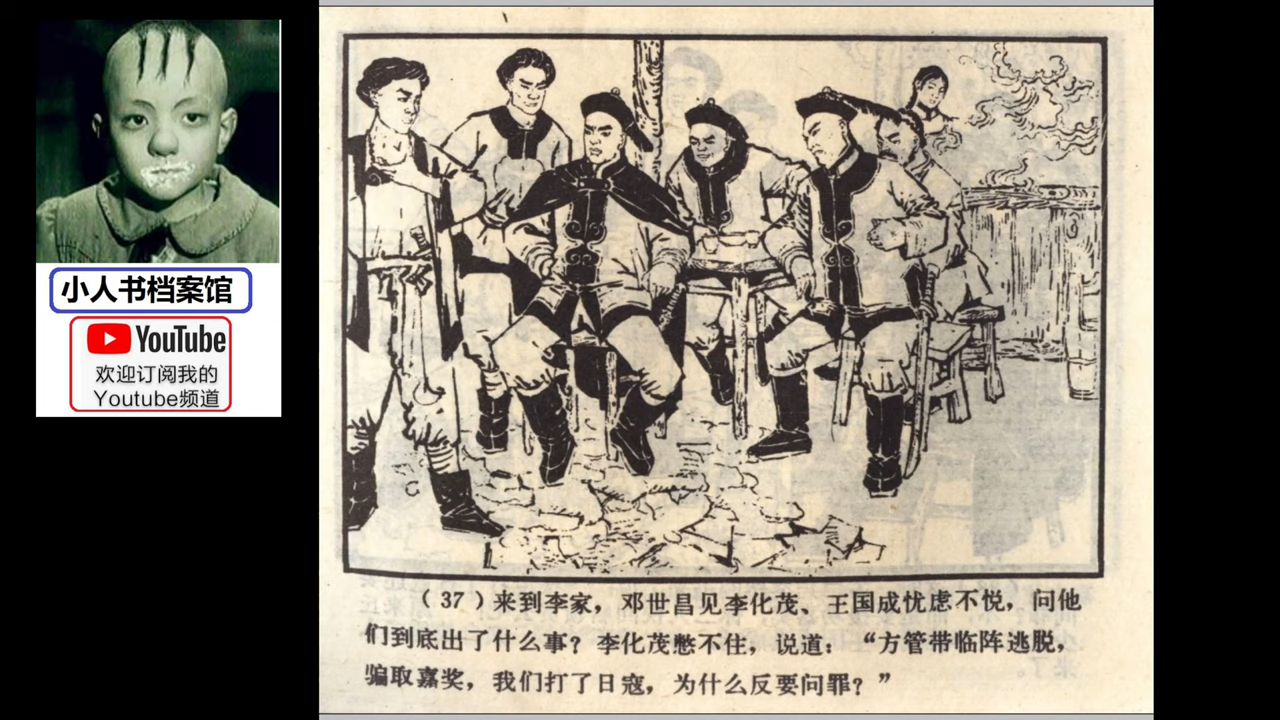 小人书档案馆
YouTube
欢迎订阅我的
Youtube频道
（37）来到李家，邓世昌见李化茂、王国成忧虑不悦，问他
们到底出了什么事？李化茂憋不住，说道：“方管带临阵逃脱，
骗取嘉奖，我们打了日寇，为什么反要问罪？”